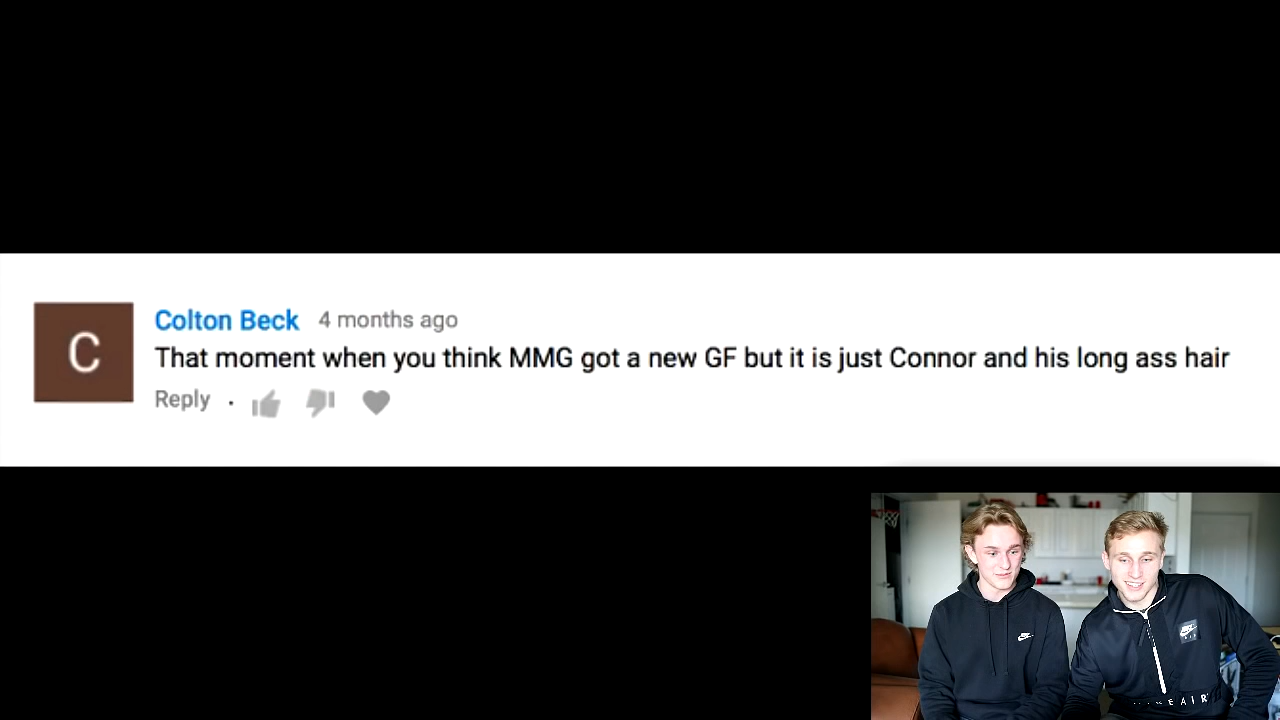 C
Colton Beck 4 months ago
That moment when you think MMG got a new GF but it is just Connor and his long ass hair
Reply ·